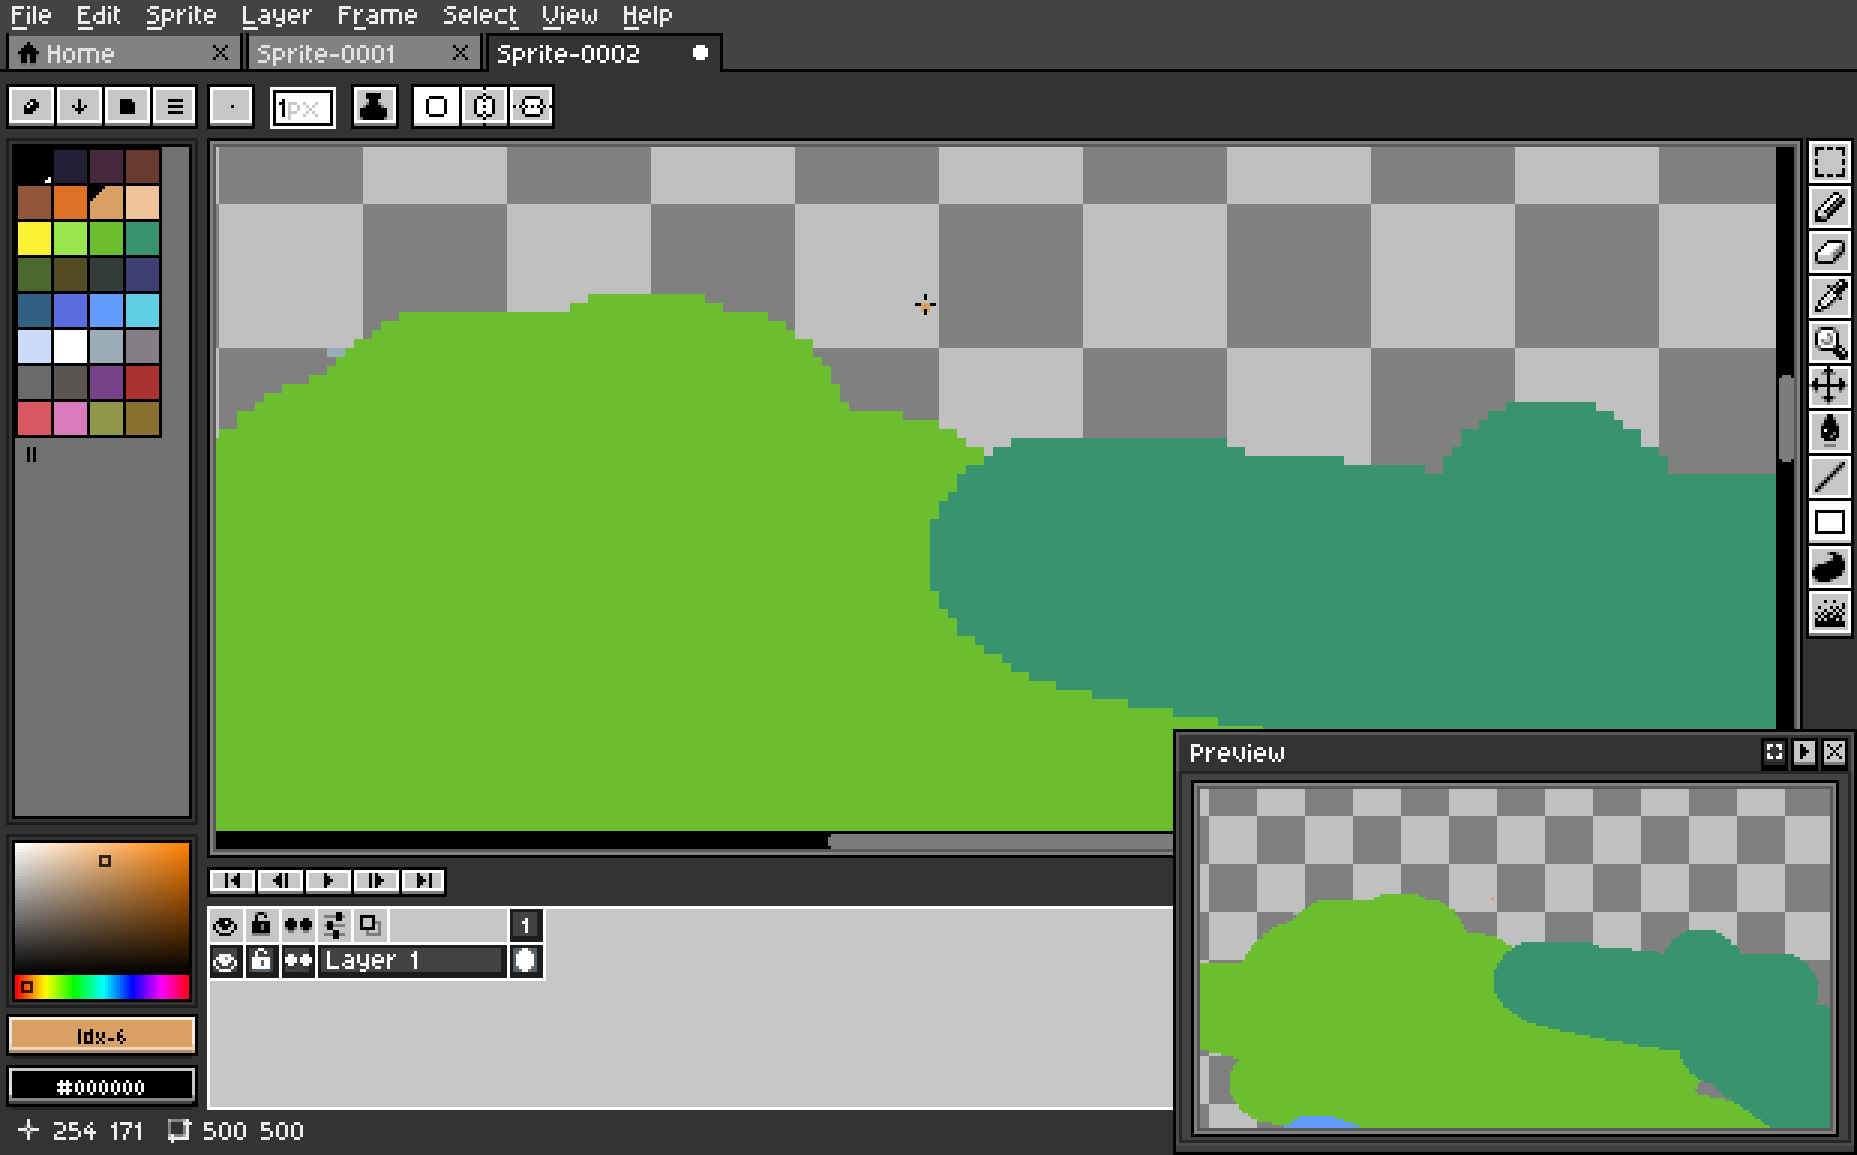 File Edit Sprite Layer Frame Select View Help
Home Sprite-0001 Sprite-0002
1px
Preview
1
Layer 1
Idx-6
#000000
254 171 500 500